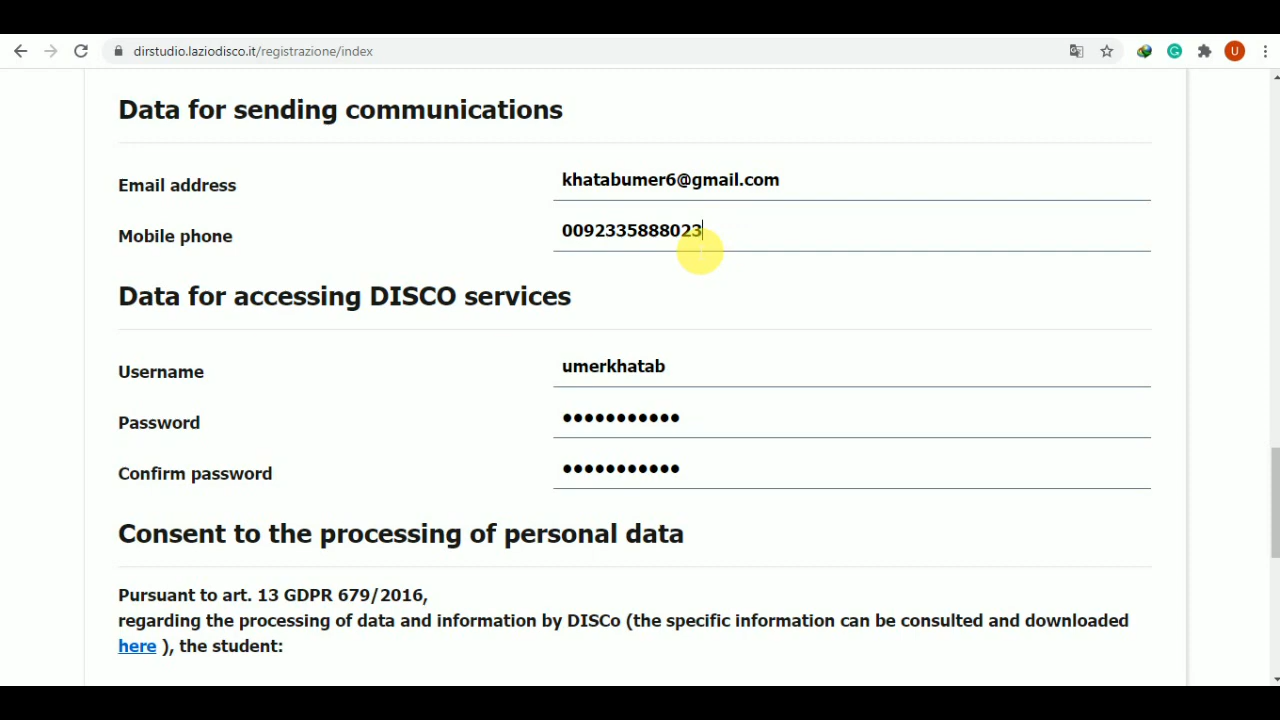 dirstudio.laziodisco.it/registrazione/index
U
Data for sending communications
Email address
khatabumer6@gmail.com
Mobile phone
0092335888023
Data for accessing DISCO services
Username
umerkhatab
Password
●●●●●●●●●●●
Confirm password
●●●●●●●●●●●
Consent to the processing of personal data
Pursuant to art. 13 GDPR 679/2016,
regarding the processing of data and information by DISCo (the specific information can be consulted and downloaded
here ), the student: